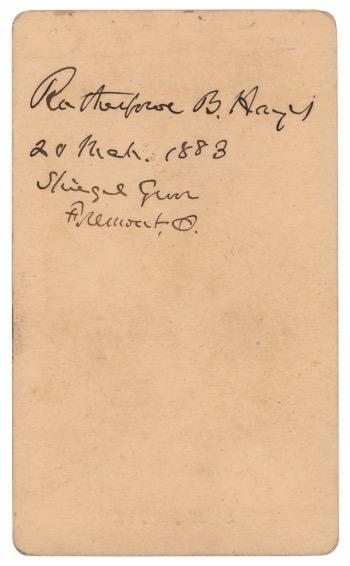 Rutherford B. Hayes
20 Mch. 1883
Spiegel Grove
Fremont, O.